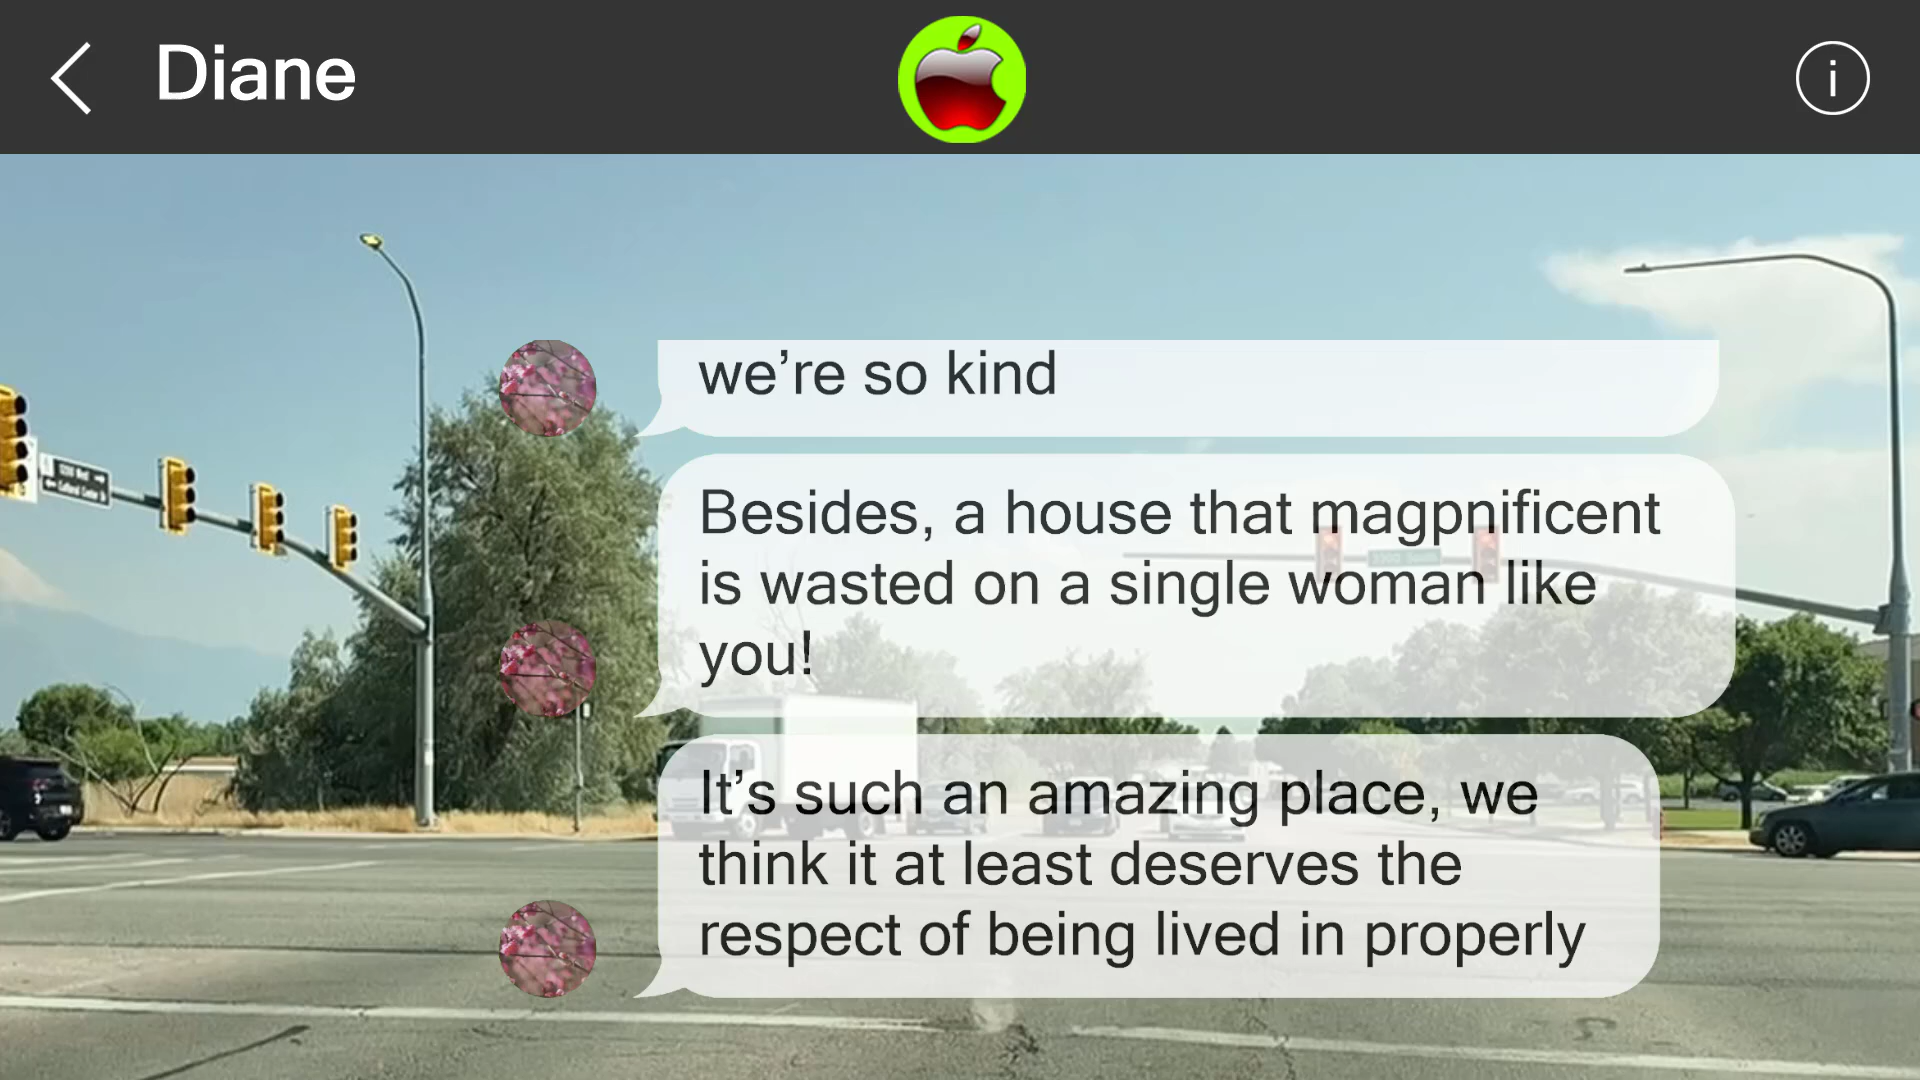 Diane
we’re so kind
Besides, a house that magpnificent
is wasted on a single woman like
you!
It’s such an amazing place, we
think it at least deserves the
respect of being lived in properly